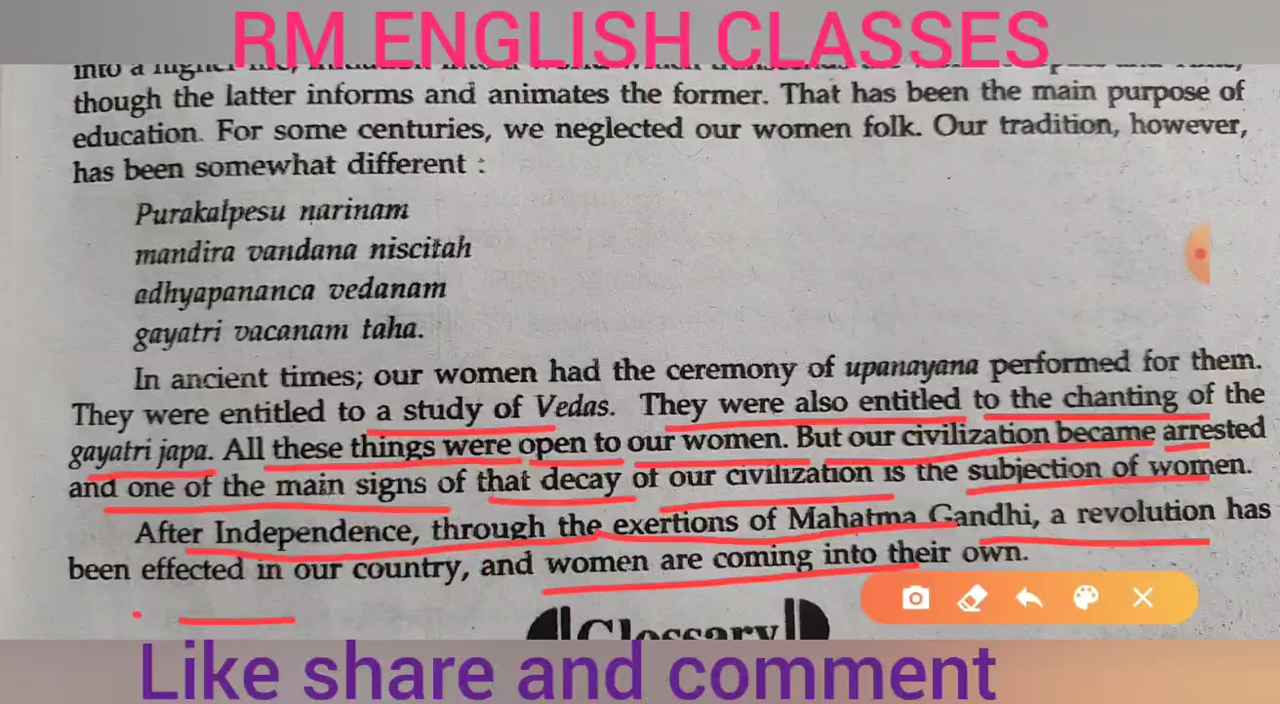 RM ENGLISH CLASSES
into a
though the latter informs and animates the former. That has been the main purpose of
education. For some centuries, we neglected our women folk. Our tradition, however,
has been somewhat different :
Purakalpesu narinam
mandira vandana niscitah
adhyapananca vedanam
gayatri vacanam taha.
In ancient times; our women had the ceremony of upanayana performed for them.
They were entitled to a study of Vedas. They were also entitled to the chanting of the
gayatri japa. All these things were open to our women. But our civilization became arrested
and one of the main signs of that decay of our civilization is the subjection of women.
After Independence, through the exertions of Mahatma Gandhi, a revolution has
been effected in our country, and women are coming into their own.
Glossary
Like share and comment